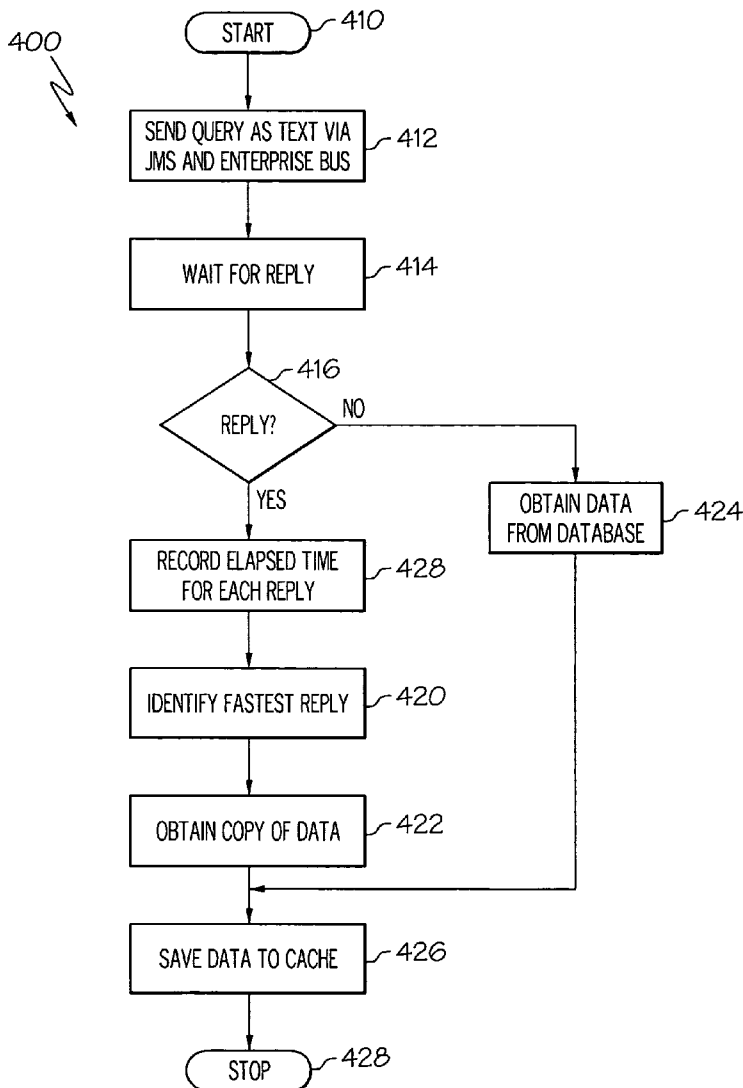 400
START
410
SEND QUERY AS TEXT VIA
JMS AND ENTERPRISE BUS
412
WAIT FOR REPLY
414
416
REPLY?
NO
YES
OBTAIN DATA
FROM DATABASE
424
RECORD ELAPSED TIME
FOR EACH REPLY
428
IDENTIFY FASTEST REPLY
420
OBTAIN COPY OF DATA
422
SAVE DATA TO CACHE
426
STOP
428